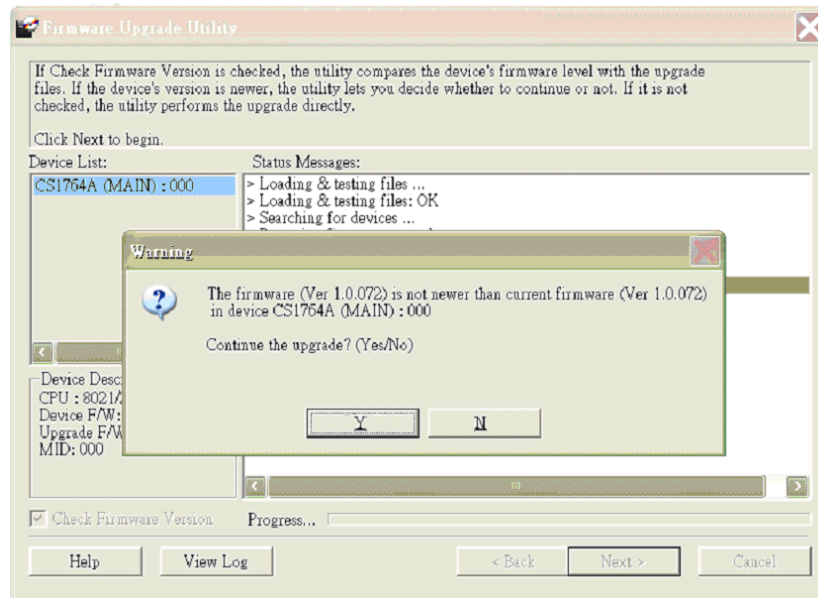 Firmware Upgrade Utility
If Check Firmware Version is checked, the utility compares the device's firmware level with the upgrade
files. If the device's version is newer, the utility lets you decide whether to continue or not. If it is not
checked, the utility performs the upgrade directly.
Click Next to begin.
Device List:
Status Messages:
CS1764A (MAIN) : 000
> Loading & testing files ...
> Loading & testing files: OK
> Searching for devices ...
Warning
The firmware (Ver 1.0.072) is not newer than current firmware (Ver 1.0.072)
in device CS1764A (MAIN) : 000
Continue the upgrade? (Yes/No)
Y
N
Device Desc
CPU : 8021/
Device F/W:
Upgrade F/W
MID: 000
Check Firmware Version
Progress...
Help
View Log
< Back
Next >
Cancel